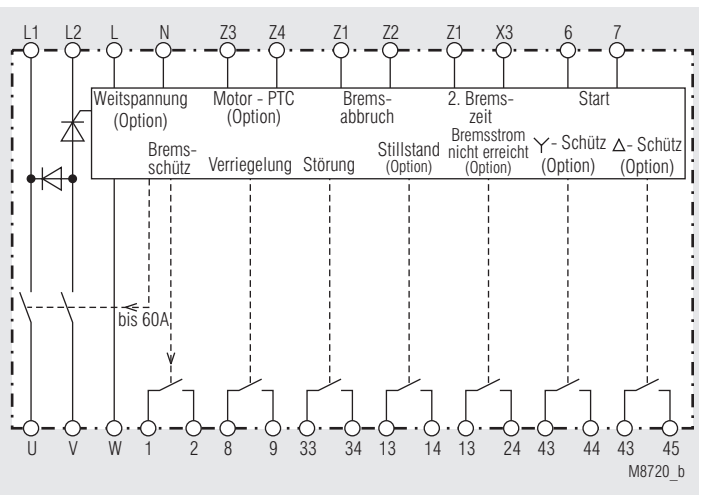 L1 L2 L N Z3 Z4 Z1 Z2 Z1 X3 6 7
Weitspannung
(Option)
Motor - PTC
(Option)
Brems-
abbruch
2. Brems-
zeit
Start
Brems-
schütz
Verriegelung
Störung
Stillstand
(Option)
Bremsstrom
nicht erreicht
(Option)
Y - Schütz
(Option)
Δ - Schütz
(Option)
bis 60A
U V W 1 2 8 9 33 34 13 14 13 24 43 44 43 45
M8720_b